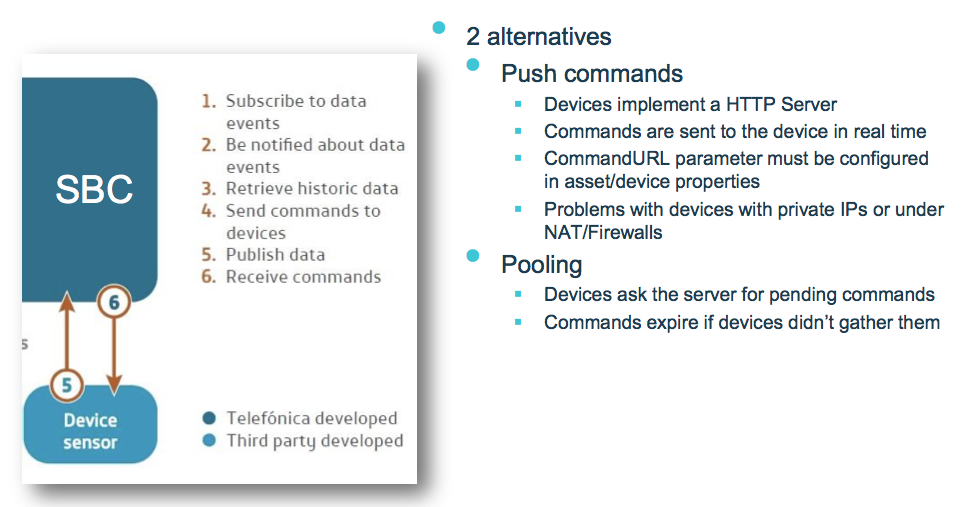 SBC
1. Subscribe to data
events
2. Be notified about data
events
3. Retrieve historic data
4. Send commands to
devices
5. Publish data
6. Receive commands
6
s
5
Device
sensor
Telefónica developed
Third party developed
2 alternatives
Push commands
Devices implement a HTTP Server
Commands are sent to the device in real time
CommandURL parameter must be configured
in asset/device properties
Problems with devices with private IPs or under
NAT/Firewalls
Pooling
Devices ask the server for pending commands
Commands expire if devices didn't gather them